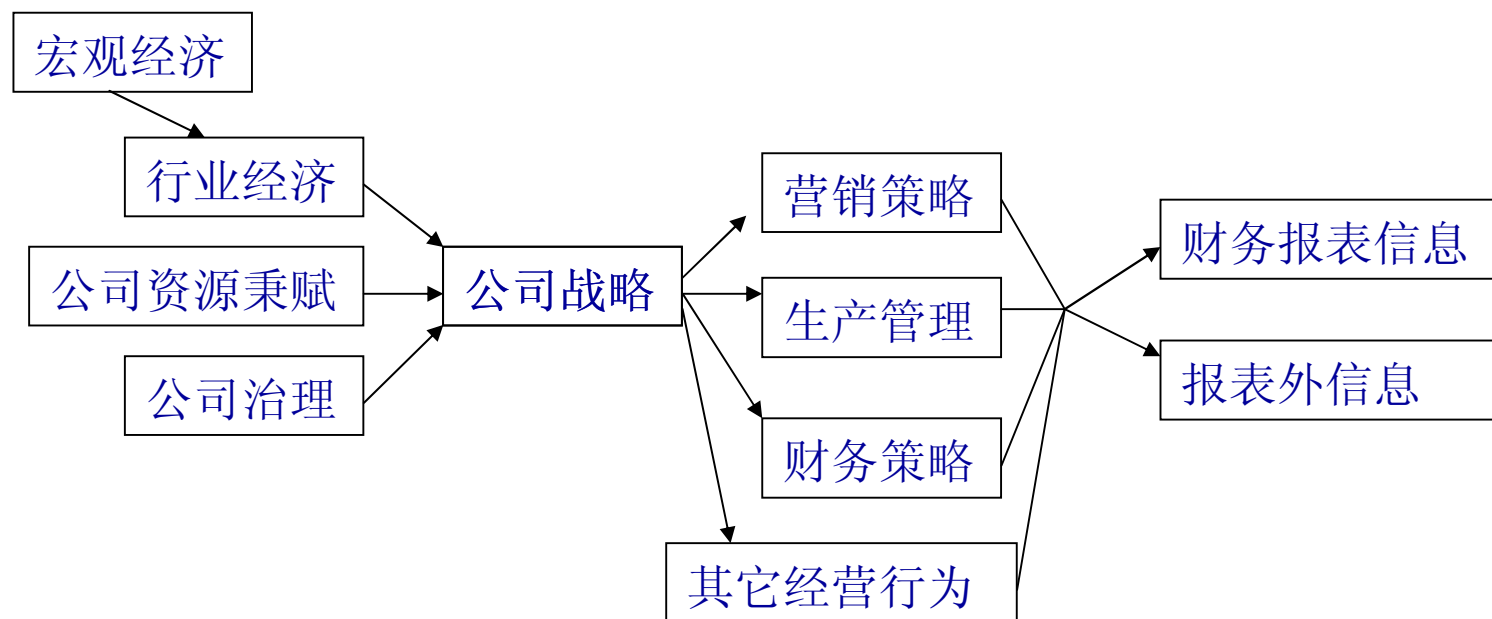 宏观经济
行业经济
公司资源秉赋
公司治理
公司战略
营销策略
生产管理
财务策略
其它经营行为
财务报表信息
报表外信息